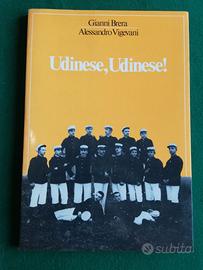 Gianni Brera
Alessandro Vigevani
Udinese, Udinese!
subito